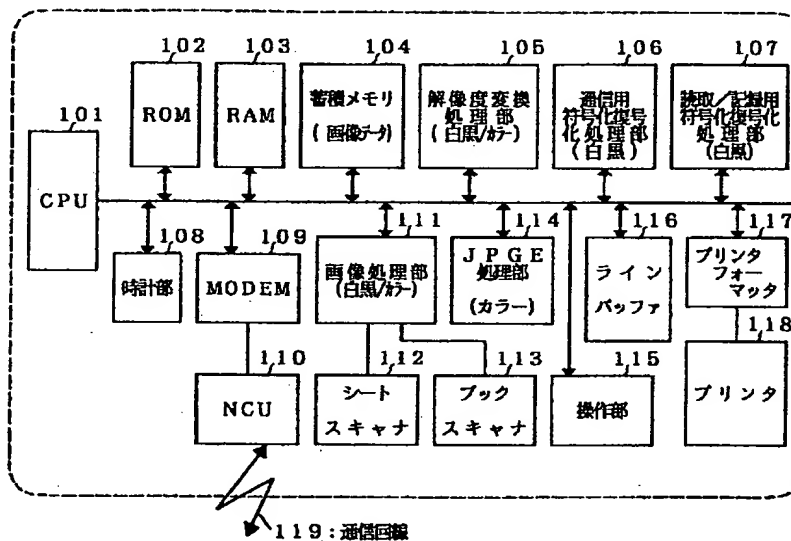 102
103
104
105
106
107
101
CPU
ROM
RAM
蓄積メモリ
(画像データ)
解像度変換
処理部
(白黒/カラー)
通信用
符号化復号
化処理部
(白黒)
読取/記録用
符号化復号化
処理部
(白黒)
108
109
111
114
116
117
時計部
MODEM
画像処理部
(白黒/カラー)
JPGE
処理部
(カラー)
ライン
バッファ
プリンタ
フォー
マッタ
110
112
113
115
118
NCU
シート
スキャナ
ブック
スキャナ
操作部
プリンタ
119:通信回線